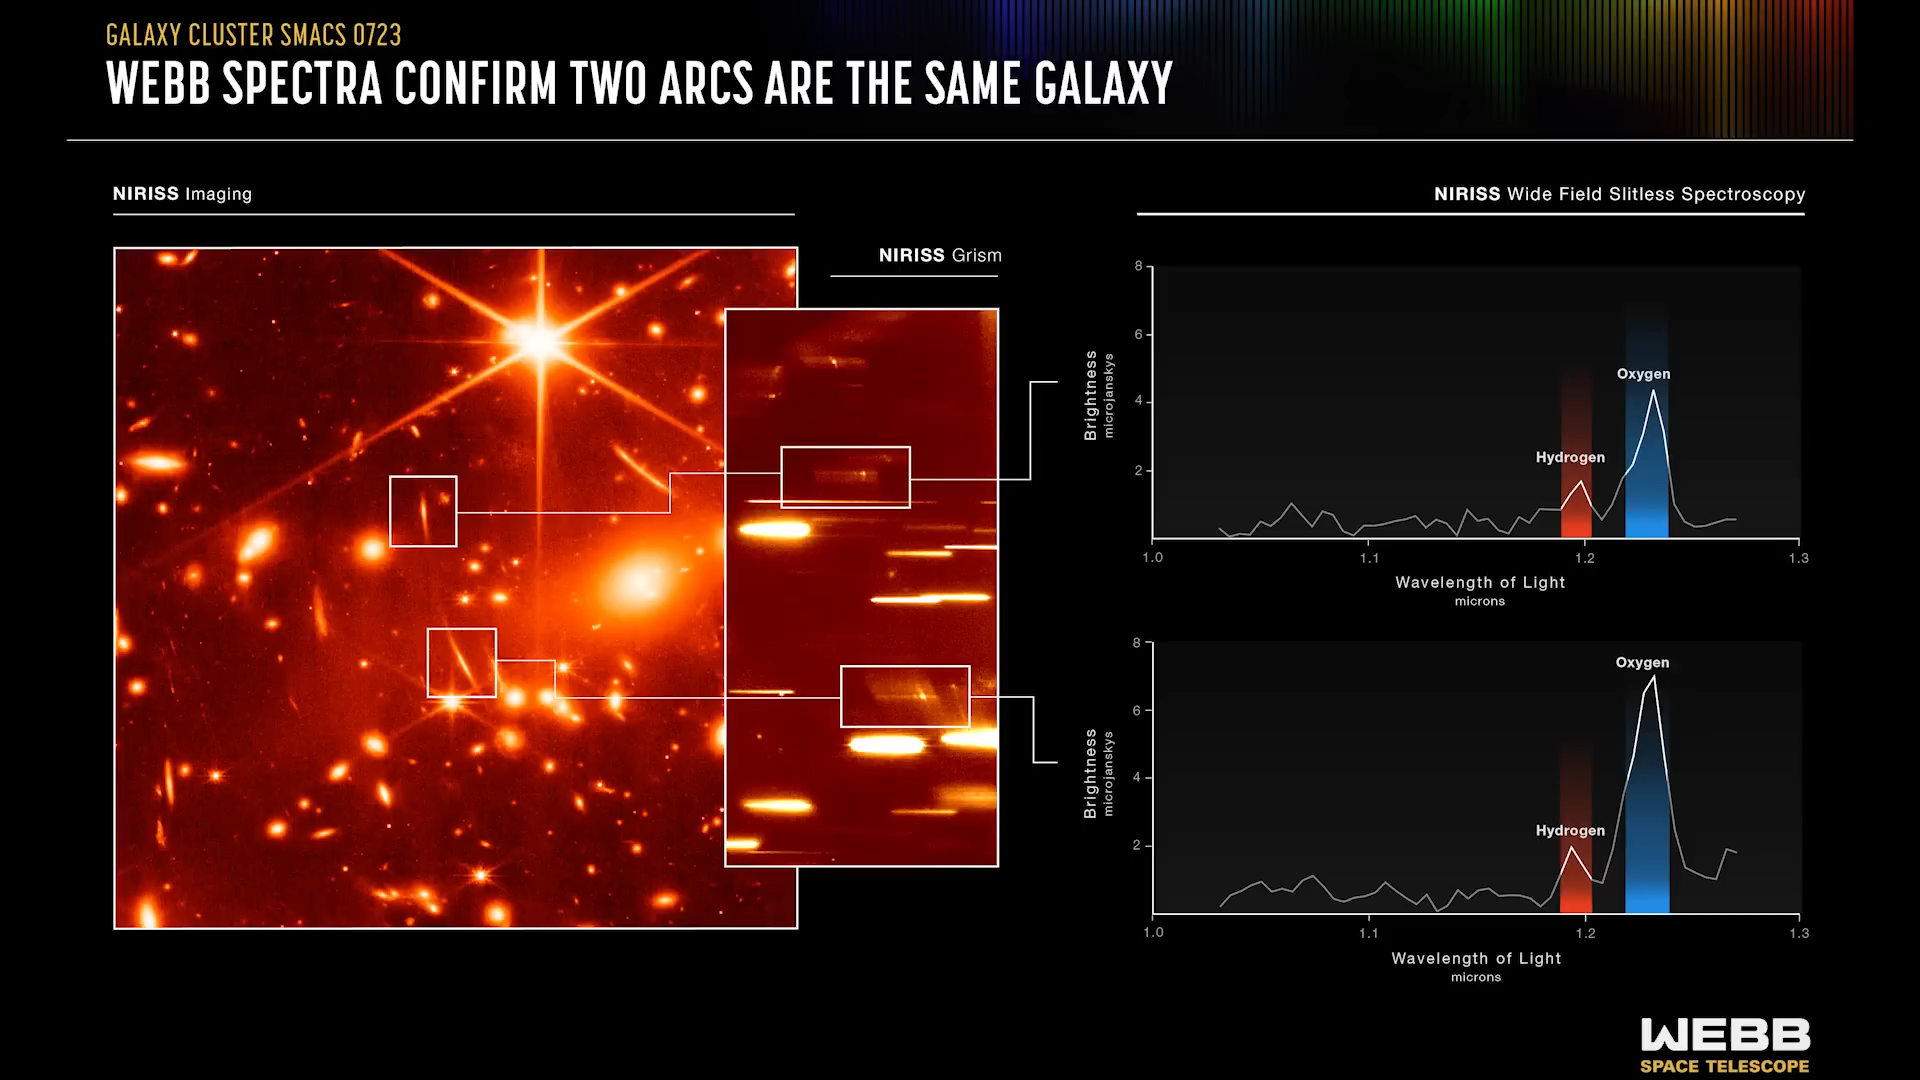 GALAXY CLUSTER SMACS 0723
WEBB SPECTRA CONFIRM TWO ARCS ARE THE SAME GALAXY
NIRISS Imaging
NIRISS Grism
NIRISS Wide Field Slitless Spectroscopy
8
6
4
2
Brightness
microjanskys
Hydrogen
Oxygen
1.0
1.1
1.2
1.3
Wavelength of Light
microns
8
6
4
2
Brightness
microjanskys
Hydrogen
Oxygen
1.0
1.1
1.2
1.3
Wavelength of Light
microns
WEBB
SPACE TELESCOPE